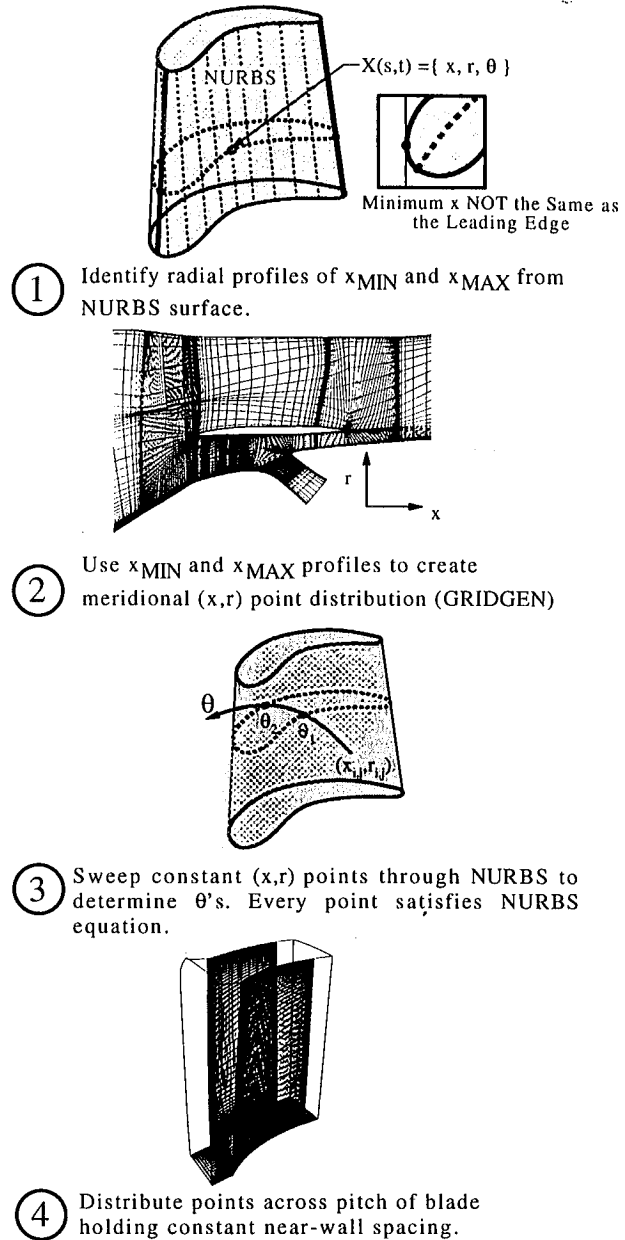 NURBS
X(s,t) ={ x, r, θ }
Minimum x NOT the Same as
the Leading Edge
1 Identify radial profiles of xMIN and xMAX from
NURBS surface.
r
x
2 Use xMIN and xMAX profiles to create
meridional (x,r) point distribution (GRIDGEN)
θ
θ2
θ1
(xi,j,ri,j)
3 Sweep constant (x,r) points through NURBS to
determine θ's. Every point satisfies NURBS
equation.
4 Distribute points across pitch of blade
holding constant near-wall spacing.